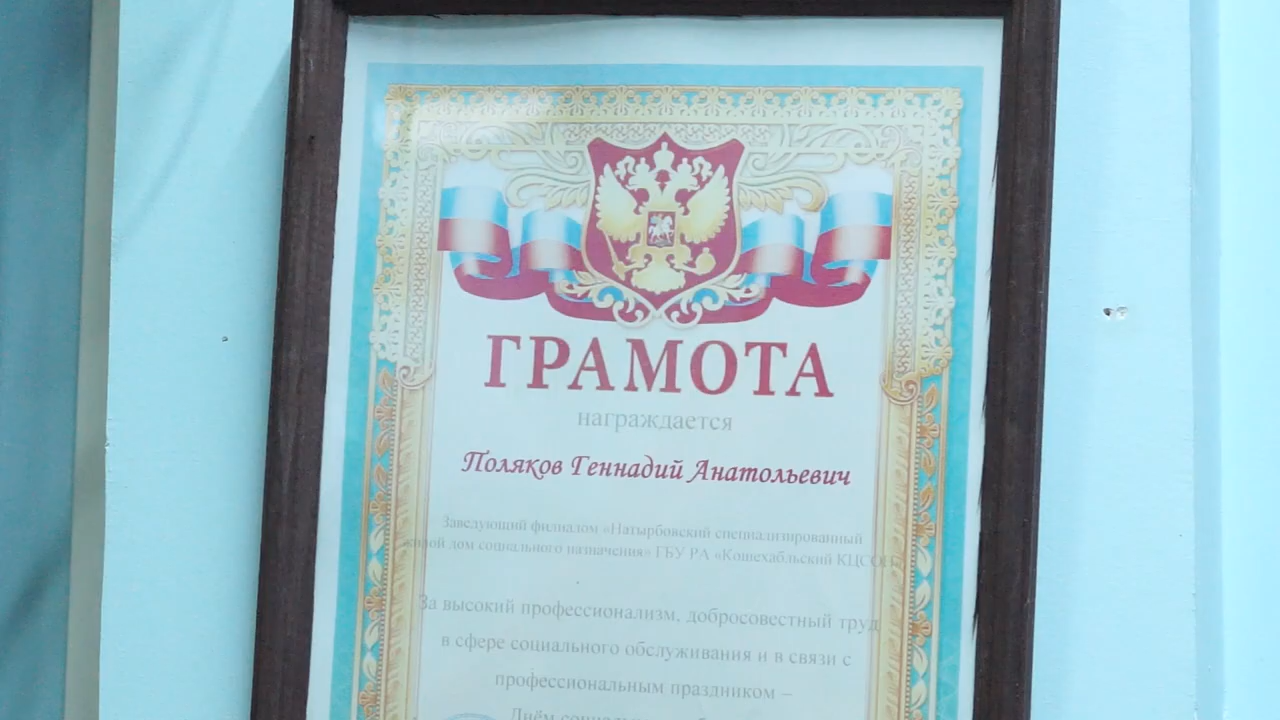 ГРАМОТА
награждается
Поляков Геннадий Анатольевич
Заведующий филиалом «Натырбовский специализированный
жилой дом социального назначения» ГБУ РА «Кошехабльский КЦСОН»
За высокий профессионализм, добросовестный труд
в сфере социального обслуживания и в связи с
профессиональным праздником –
Днём